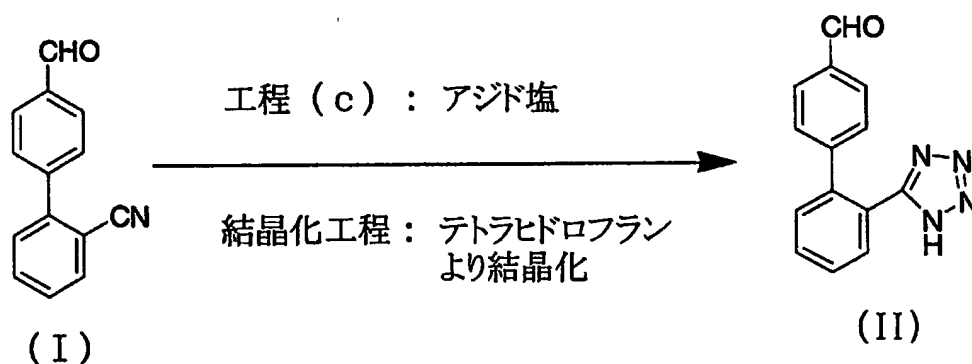 CHO
CN
(I)
工程(c): アジド塩
結晶化工程: テトラヒドロフラン
より結晶化
CHO
N
N
N
N
H
(II)